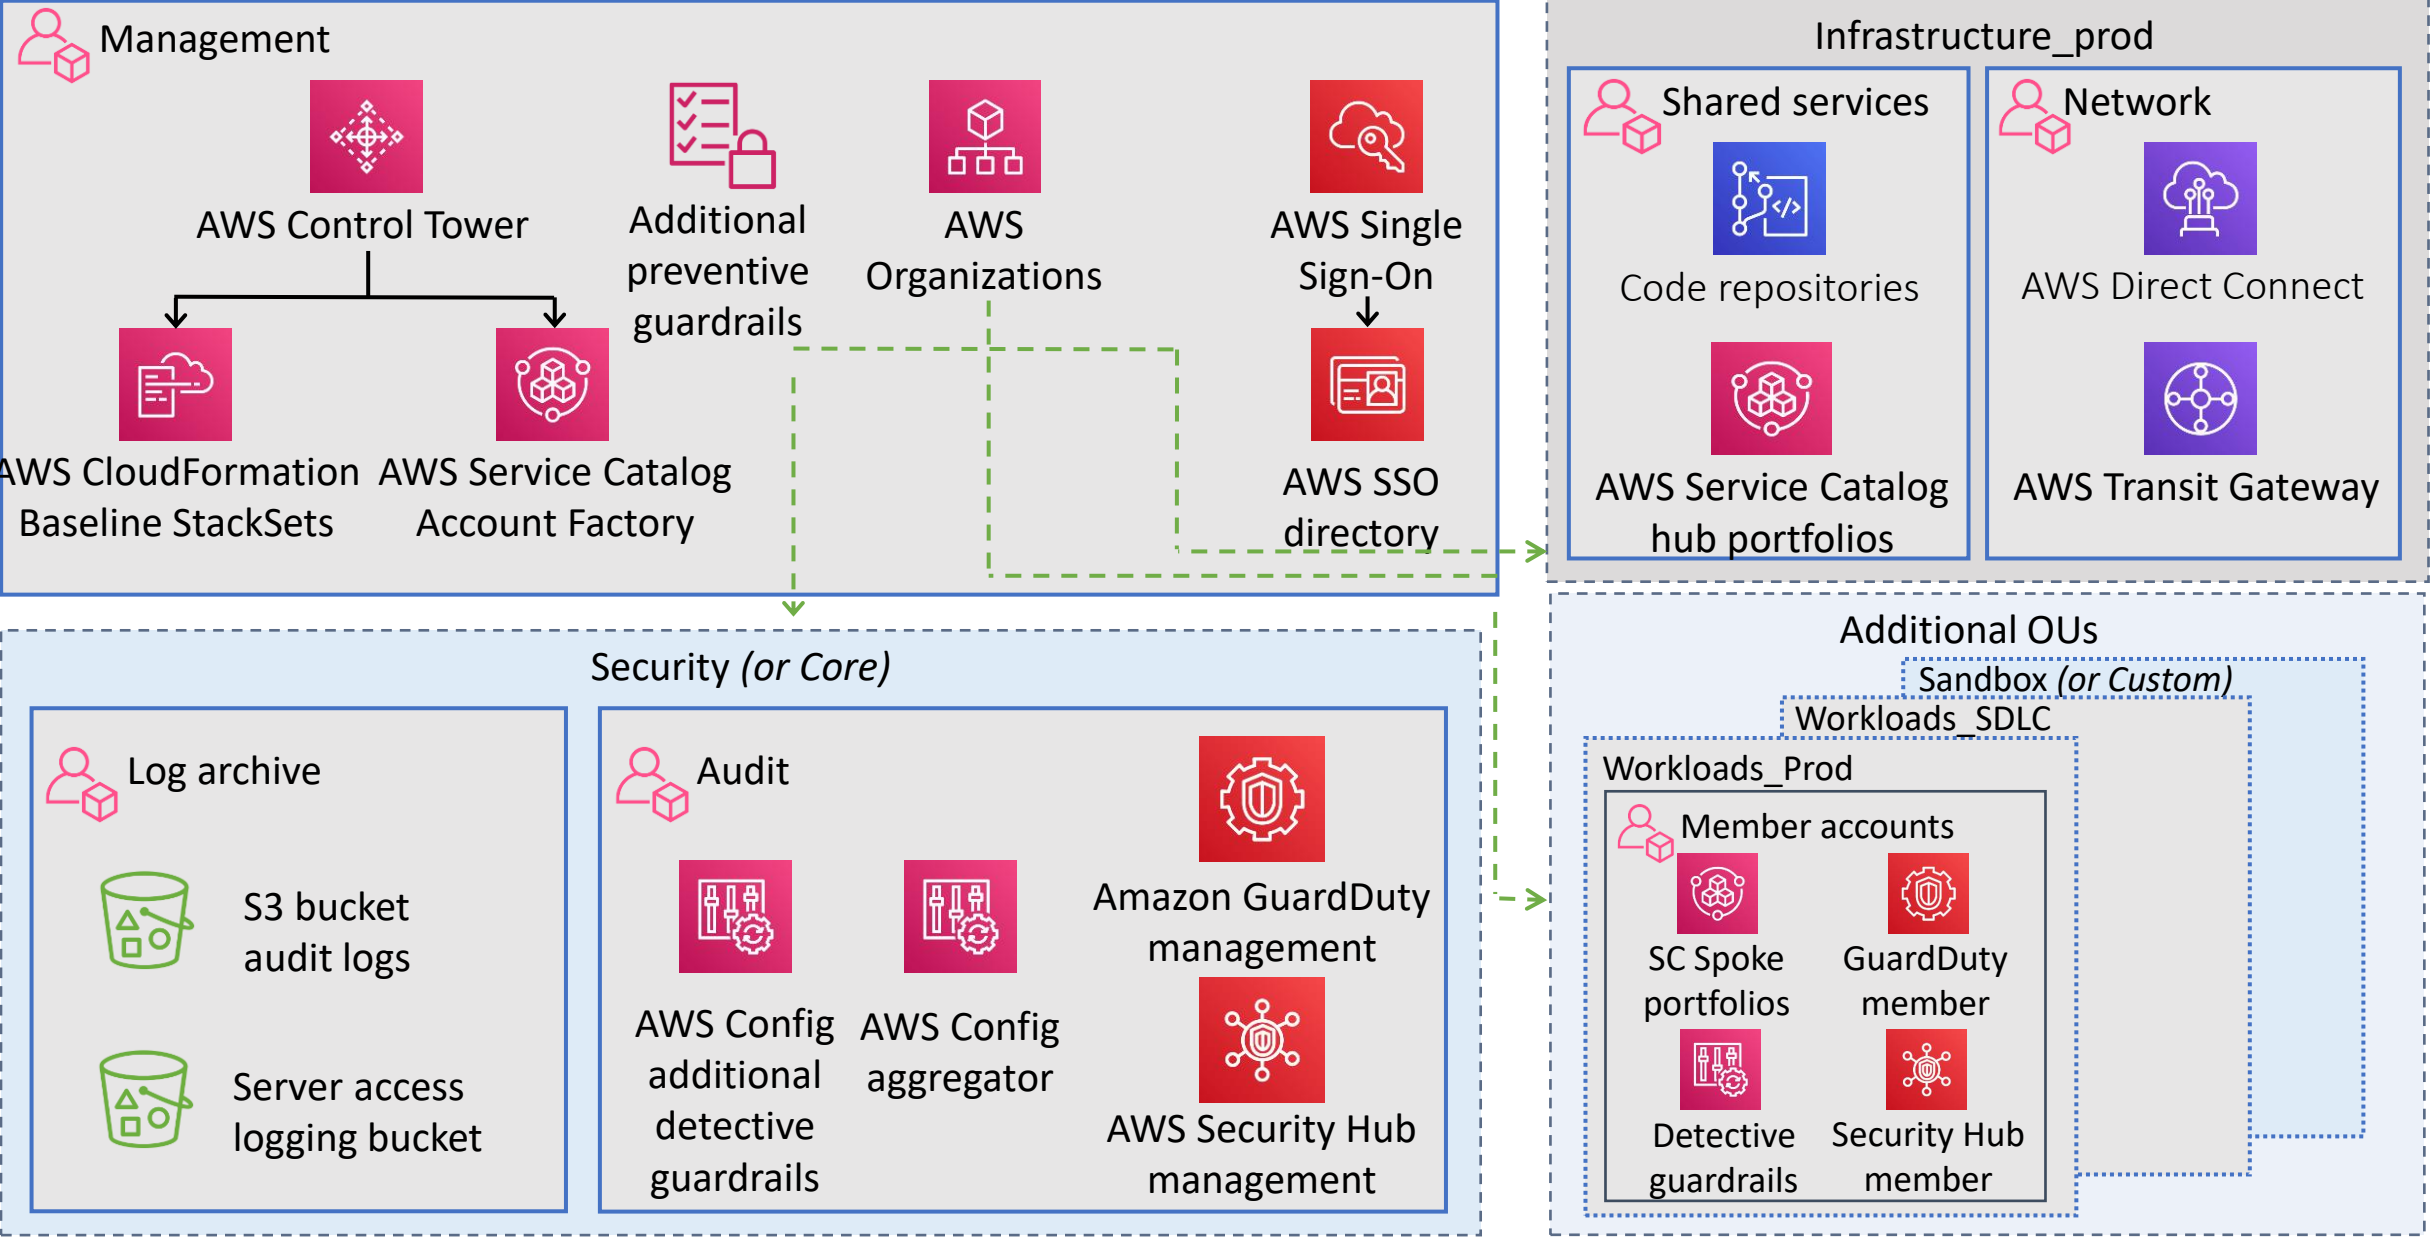 Management
AWS Control Tower
Additional
preventive
guardrails
AWS
Organizations
AWS Single
Sign-On
AWS CloudFormation
Baseline StackSets
AWS Service Catalog
Account Factory
AWS SSO
directory
Infrastructure_prod
Shared services
Code repositories
AWS Service Catalog
hub portfolios
Network
AWS Direct Connect
AWS Transit Gateway
Security (or Core)
Log archive
S3 bucket
audit logs
Server access
logging bucket
Audit
AWS Config
additional
detective
guardrails
AWS Config
aggregator
Amazon GuardDuty
management
AWS Security Hub
management
Additional OUs
Sandbox (or Custom)
Workloads_SDLC
Workloads_Prod
Member accounts
SC Spoke
portfolios
GuardDuty
member
Detective
guardrails
Security Hub
member